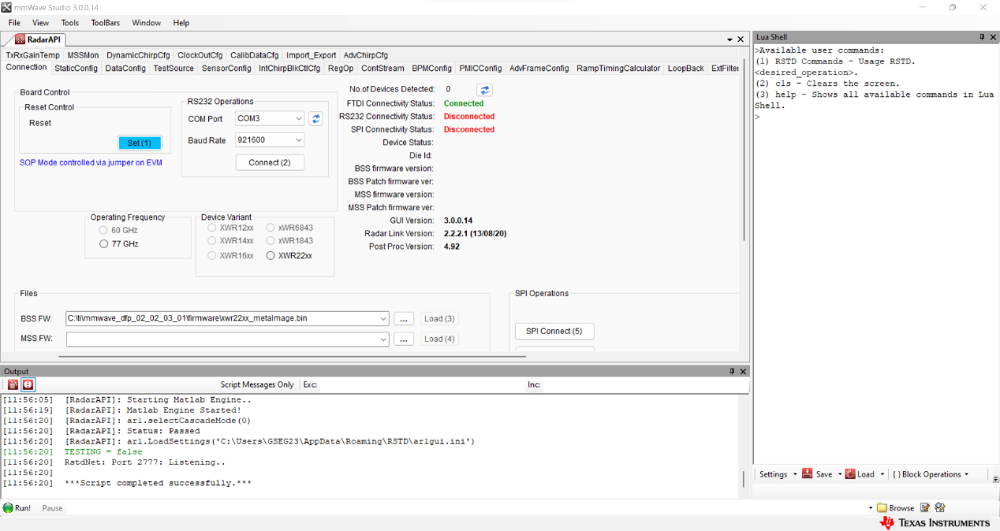 mmWave Studio 3.0.0.14
File View Tools ToolBars Window Help
RadarAPI
TxRxGainTemp MSSMon DynamicChirpCfg ClockOutCfg CalibDataCfg Import_Export AdvChirpCfg
Connection StaticConfig DataConfig TestSource SensorConfig IntChirpBlkCtlCfg RegOp ContStream BPMConfig PMICConfig AdvFrameConfig RampTimingCalculator LoopBack ExtFilter
Board Control
Reset Control
Reset
Set (1)
SOP Mode controlled via jumper on EVM
RS232 Operations
COM Port COM3
Baud Rate 921600
Connect (2)
No.of Devices Detected: 0
FTDI Connectivity Status: Connected
RS232 Connectivity Status: Disconnected
SPI Connectivity Status: Disconnected
Device Status:
Die Id:
BSS firmware version:
BSS Patch firmware ver:
MSS firmware version:
MSS Patch firmware ver:
GUI Version: 3.0.0.14
Radar Link Version: 2.2.2.1 (13/08/20)
Post Proc Version: 4.92
Operating Frequency
60 GHz
77 GHz
Device Variant
XWR12xx xWR6843
XWR14xx xWR1843
XWR16xx XWR22xx
Files
BSS FW: C:\ti\mmwave_dfp_02_02_03_01\firmware\xwr22xx_metaImage.bin ... Load (3)
MSS FW: ... Load (4)
SPI Operations
SPI Connect (5)
Output
Script Messages Only Exc: Inc:
[11:56:05] [RadarAPI]: Starting Matlab Engine..
[11:56:19] [RadarAPI]: Matlab Engine Started!
[11:56:20] [RadarAPI]: ar1.selectCascadeMode(0)
[11:56:20] [RadarAPI]: Status: Passed
[11:56:20] [RadarAPI]: ar1.LoadSettings('C:\Users\GSEG23\AppData\Roaming\RSTD\ar1gui.ini')
[11:56:20] TESTING = false
[11:56:20] RstdNet: Port 2777: Listening..
[11:56:20]
[11:56:20] ***Script completed successfully.***
Lua Shell
>Available user commands:
(1) RSTD Commands - Usage RSTD.
<desired_operation>.
(2) cls - Clears the screen.
(3) help - Shows all available commands in Lua
Shell.
>
Settings Save Load { } Block Operations
Run! Pause
Browse
TEXAS INSTRUMENTS